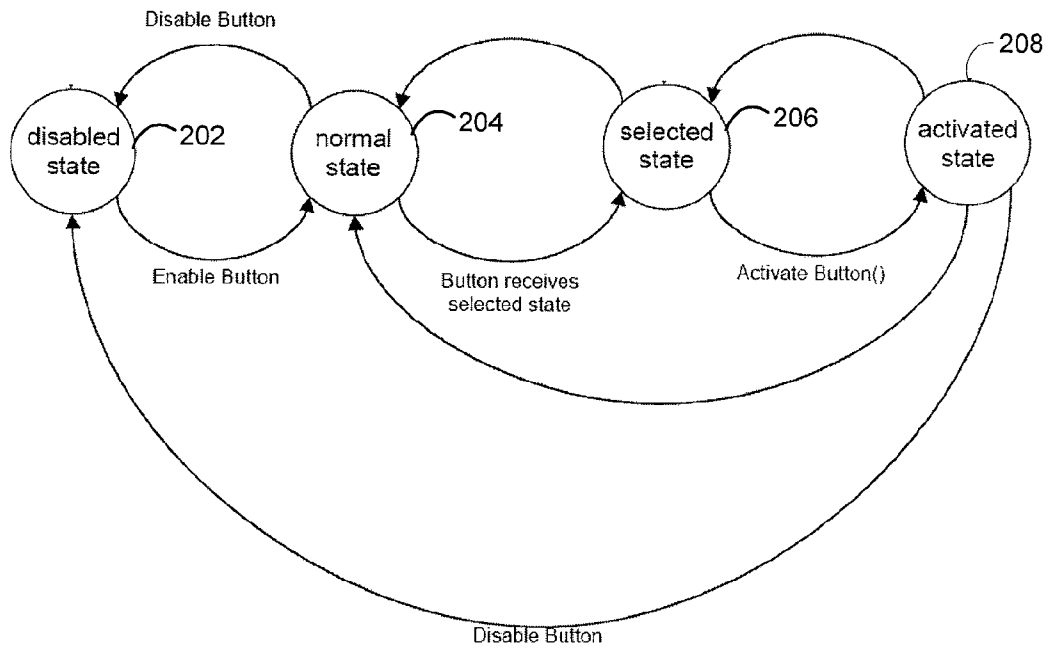 Disable Button
208
disabled
state
202
normal
state
204
selected
state
206
activated
state
Enable Button
Button receives
selected state
Activate Button()
Disable Button